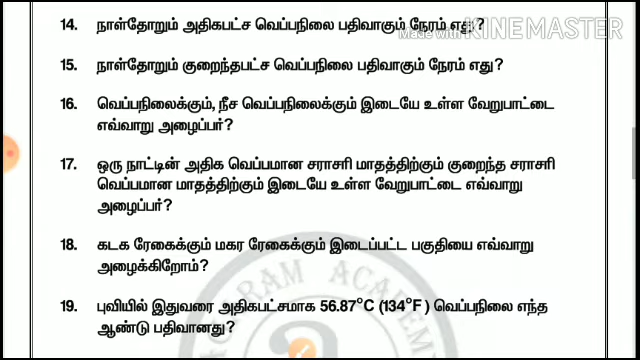 14. நாள்தோறும் அதிகபட்ச வெப்பநிலை பதிவாகும் நேரம் எது?
Made with KINEMASTER
15. நாள்தோறும் குறைந்தபட்ச வெப்பநிலை பதிவாகும் நேரம் எது?
16. வெப்பநிலைக்கும், நீச வெப்பநிலைக்கும் இடையே உள்ள வேறுபாட்டை
எவ்வாறு அழைப்பர்?
17. ஒரு நாட்டின் அதிக வெப்பமான சராசரி மாதத்திற்கும் குறைந்த சராசரி
வெப்பமான மாதத்திற்கும் இடையே உள்ள வேறுபாட்டை எவ்வாறு
அழைப்பர்?
18. கடக ரேகைக்கும் மகர ரேகைக்கும் இடைப்பட்ட பகுதியை எவ்வாறு
அழைக்கிறோம்?
19. புவியில் இதுவரை அதிகபட்சமாக 56.87°C (134°F) வெப்பநிலை எந்த
ஆண்டு பதிவானது?
ACADEMY